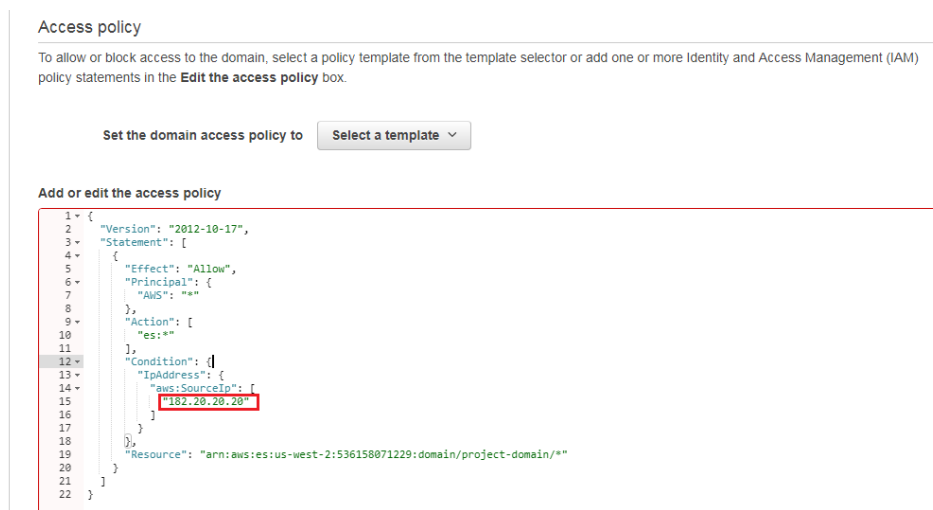 Access policy
To allow or block access to the domain, select a policy template from the template selector or add one or more Identity and Access Management (IAM)
policy statements in the Edit the access policy box.
Set the domain access policy to Select a template
Add or edit the access policy
1 {
2 "Version": "2012-10-17",
3 "Statement": [
4 {
5 "Effect": "Allow",
6 "Principal": {
7 "AWS": "*"
8 },
9 "Action": [
10 "es:*"
11 ],
12 "Condition": {
13 "IpAddress": {
14 "aws:SourceIp": [
15 "182.20.20.20"
16 ]
17 }
18 },
19 "Resource": "arn:aws:es:us-west-2:536158071229:domain/project-domain/*"
20 }
21 ]
22 }